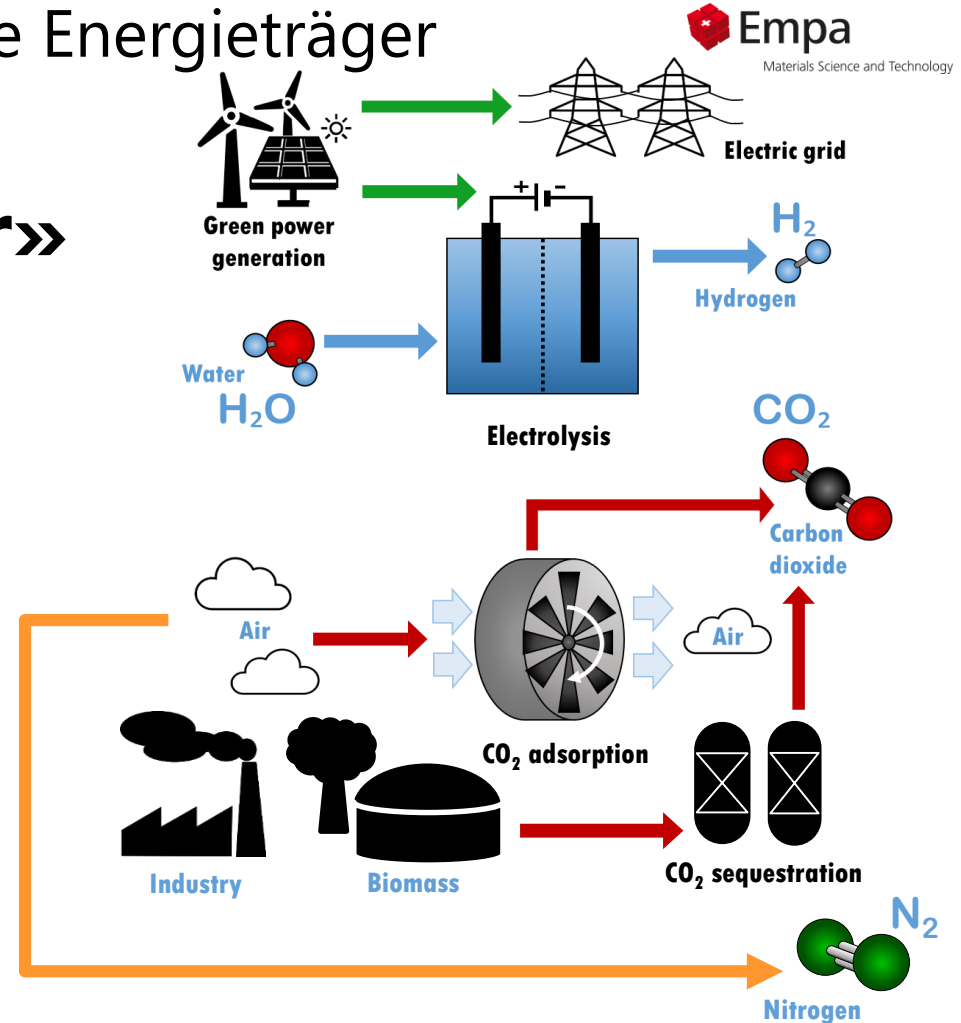 e Energieträger
Empa
Materials Science and Technology
Electric grid
+ −
r»
Green power
generation
H₂
Hydrogen
Water
H₂O
Electrolysis
CO₂
Carbon
dioxide
Air
Air
CO₂ adsorption
Industry
Biomass
CO₂ sequestration
N₂
Nitrogen